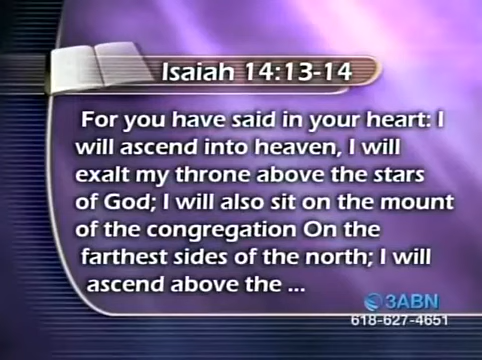 Isaiah 14:13-14
For you have said in your heart: I
will ascend into heaven, I will
exalt my throne above the stars
of God; I will also sit on the mount
of the congregation On the
farthest sides of the north; I will
ascend above the ...
3ABN
618-627-4651